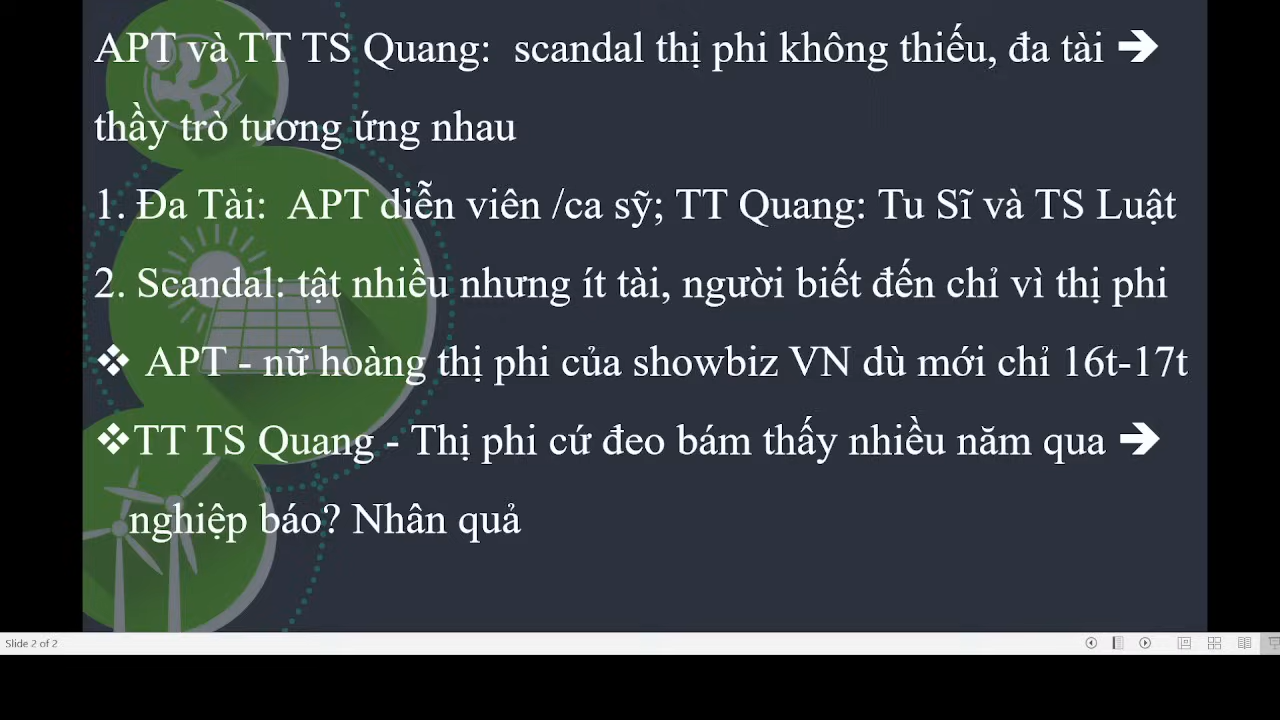 APT và TT TS Quang: scandal thị phi không thiếu, đa tài ➔
thầy trò tương ứng nhau
1. Đa Tài: APT diễn viên /ca sỹ; TT Quang: Tu Sĩ và TS Luật
2. Scandal: tật nhiều nhưng ít tài, người biết đến chỉ vì thị phi
❖ APT - nữ hoàng thị phi của showbiz VN dù mới chỉ 16t-17t
❖TT TS Quang - Thị phi cứ đeo bám thấy nhiều năm qua ➔
nghiệp báo? Nhân quả
Slide 2 of 2